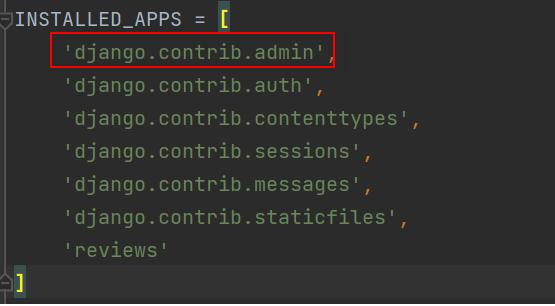 INSTALLED_APPS = [
'django.contrib.admin',
'django.contrib.auth',
'django.contrib.contenttypes',
'django.contrib.sessions',
'django.contrib.messages',
'django.contrib.staticfiles',
'reviews'
]